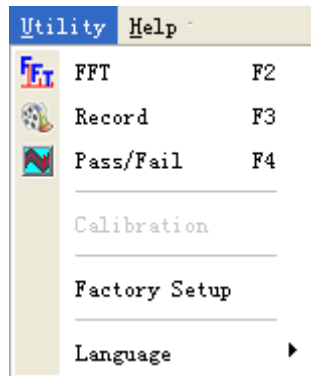 Utility Help
FFT F2
Record F3
Pass/Fail F4
Calibration
Factory Setup
Language